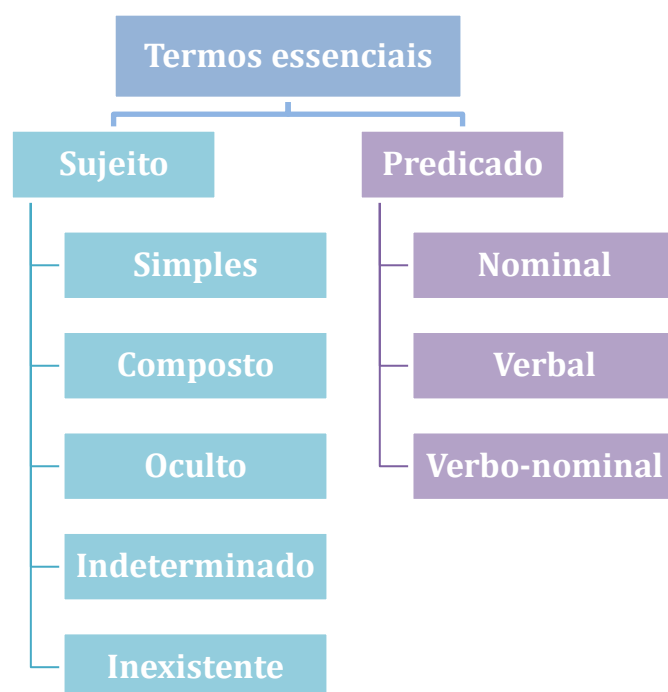 Termos essenciais
Sujeito
Simples
Composto
Oculto
Indeterminado
Inexistente
Predicado
Nominal
Verbal
Verbo-nominal